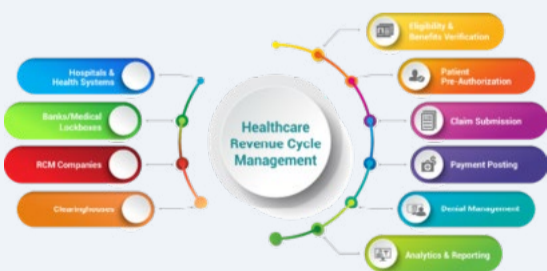 Hospitals &
Health Systems
Banks/Medical
Lockboxes
RCM Companies
Clearinghouses
Healthcare
Revenue Cycle
Management
Eligibility &
Benefits Verification
Patient
Pre-Authorization
Claim Submission
Payment Posting
Denial Management
Analytics & Reporting